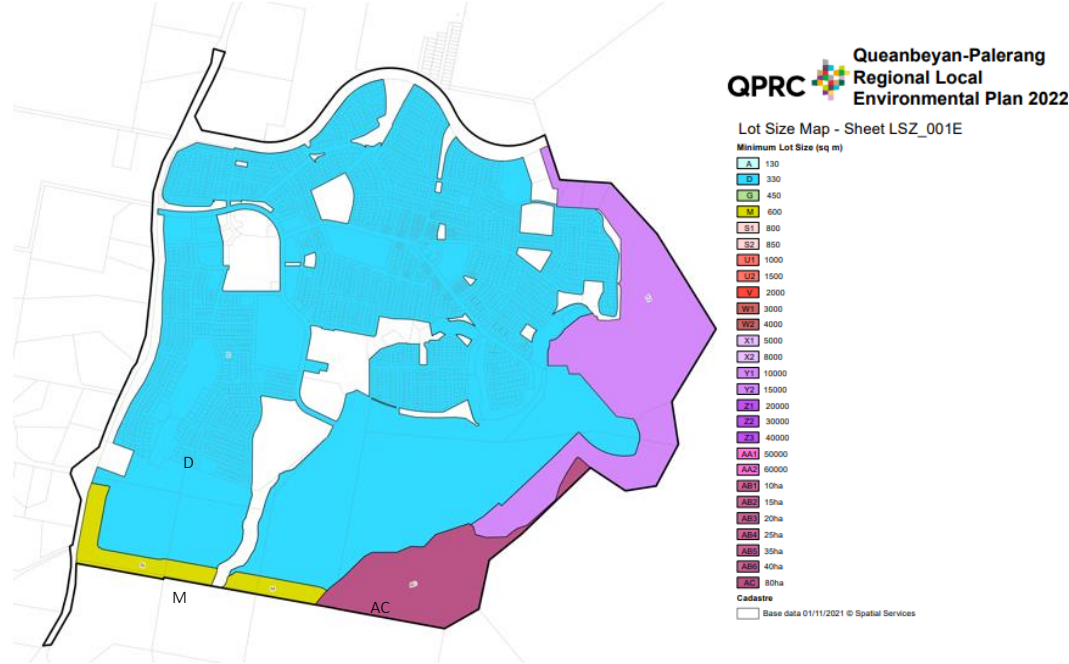 QPRC
Queanbeyan-Palerang
Regional Local
Environmental Plan 2022
Lot Size Map - Sheet LSZ_001E
Minimum Lot Size (sq m)
A 130
D 330
G 450
M 600
S1 800
S2 850
U1 1000
U2 1500
V 2000
W1 3000
W2 4000
X1 5000
X2 8000
Y1 10000
Y2 15000
Z1 20000
Z2 30000
Z3 40000
AA1 50000
AA2 60000
AB1 10ha
AB2 15ha
AB3 20ha
AB4 25ha
AB5 35ha
AB6 40ha
AC 80ha
Cadastre
Base data 01/11/2021 © Spatial Services
D
M
AC